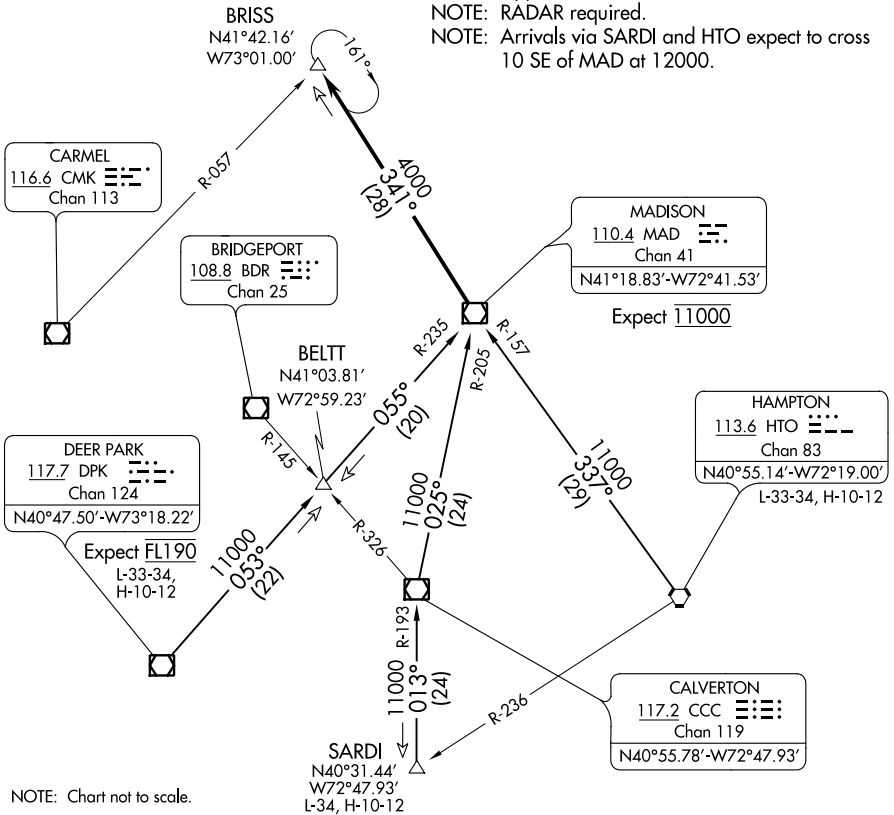 NOTE: RADAR required.
NOTE: Arrivals via SARDI and HTO expect to cross
10 SE of MAD at 12000.
BRISS
N41°42.16'
W73°01.00'
161°
R-057
CARMEL
116.6 CMK
Chan 113
4000
341°
(28)
MADISON
110.4 MAD
Chan 41
N41°18.83'-W72°41.53'
Expect 11000
BRIDGEPORT
108.8 BDR
Chan 25
R-235
R-205
R-157
BELTT
N41°03.81'
W72°59.23'
055°
(20)
R-145
HAMPTON
113.6 HTO
Chan 83
N40°55.14'-W72°19.00'
L-33-34, H-10-12
DEER PARK
117.7 DPK
Chan 124
N40°47.50'-W73°18.22'
Expect FL190
L-33-34,
H-10-12
11000
053°
(22)
R-326
11000
025°
(24)
11000
337°
(29)
R-193
11000
013°
(24)
R-236
CALVERTON
117.2 CCC
Chan 119
N40°55.78'-W72°47.93'
SARDI
N40°31.44'
W72°47.93'
L-34, H-10-12
NOTE: Chart not to scale.